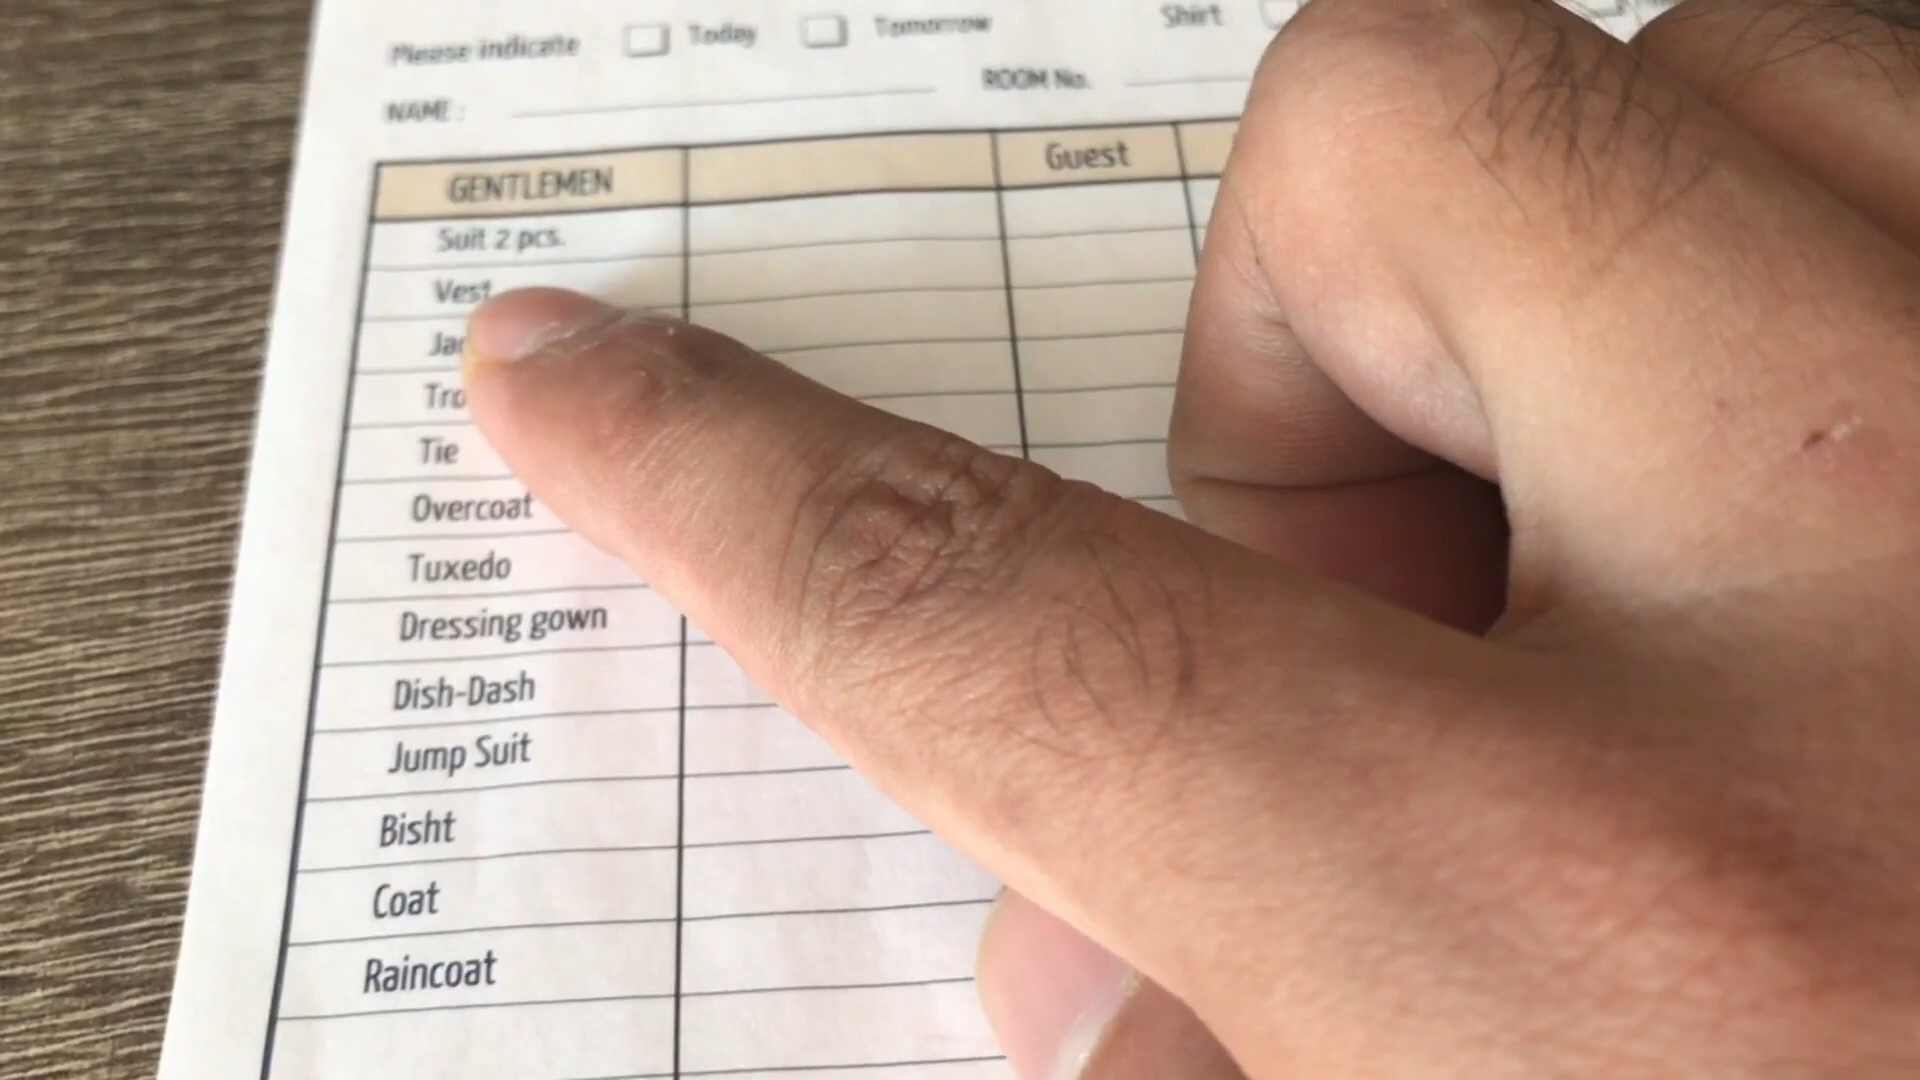 Please indicate Today Tomorrow Shirt
NAME : ROOM No.
GENTLEMEN Guest
Suit 2 pcs.
Vest
Tie
Overcoat
Tuxedo
Dressing gown
Dish-Dash
Jump Suit
Bisht
Coat
Raincoat